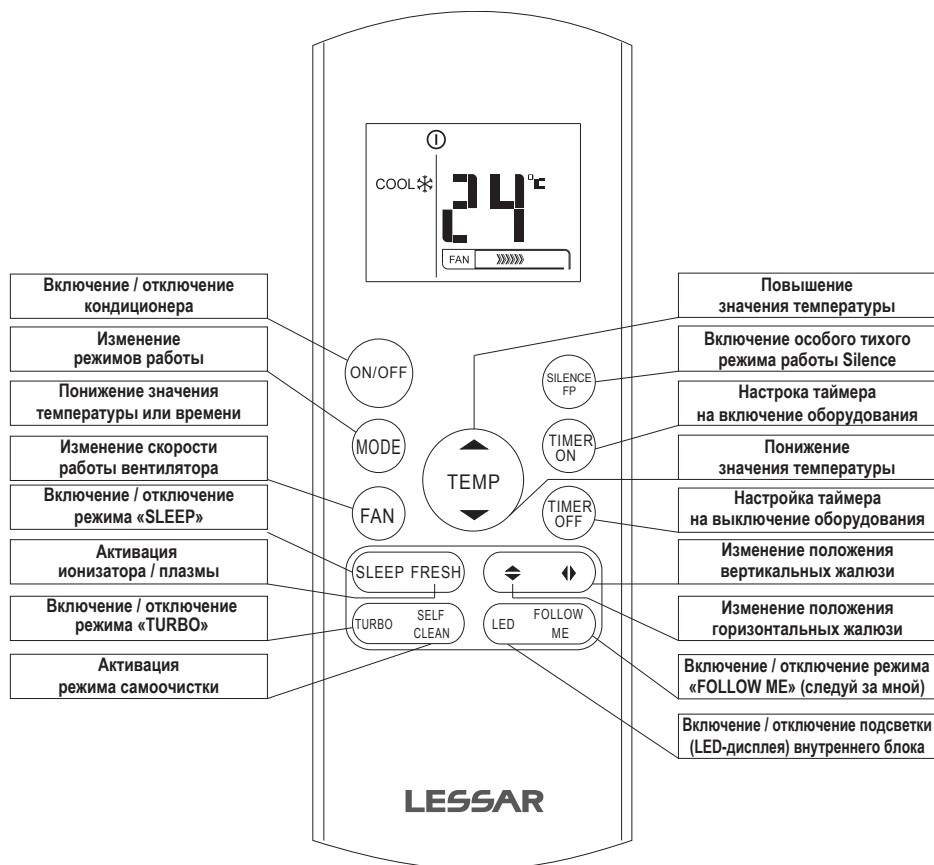 COOL
24°C
FAN
Включение / отключение
кондиционера
Изменение
режимов работы
Понижение значения
температуры или времени
Изменение скорости
работы вентилятора
Включение / отключение
режима «SLEEP»
Активация
ионизатора / плазмы
Включение / отключение
режима «TURBO»
Активация
режима самоочистки
ON/OFF
MODE
FAN
TEMP
SILENCE
FP
TIMER
ON
TIMER
OFF
SLEEP FRESH
TURBO
SELF
CLEAN
LED
FOLLOW
ME
Повышение
значения температуры
Включение особого тихого
режима работы Silence
Настрока таймера
на включение оборудования
Понижение
значения температуры
Настройка таймера
на выключение оборудования
Изменение положения
вертикальных жалюзи
Изменение положения
горизонтальных жалюзи
Включение / отключение режима
«FOLLOW ME» (следуй за мной)
Включение / отключение подсветки
(LED-дисплея) внутреннего блока
LESSAR